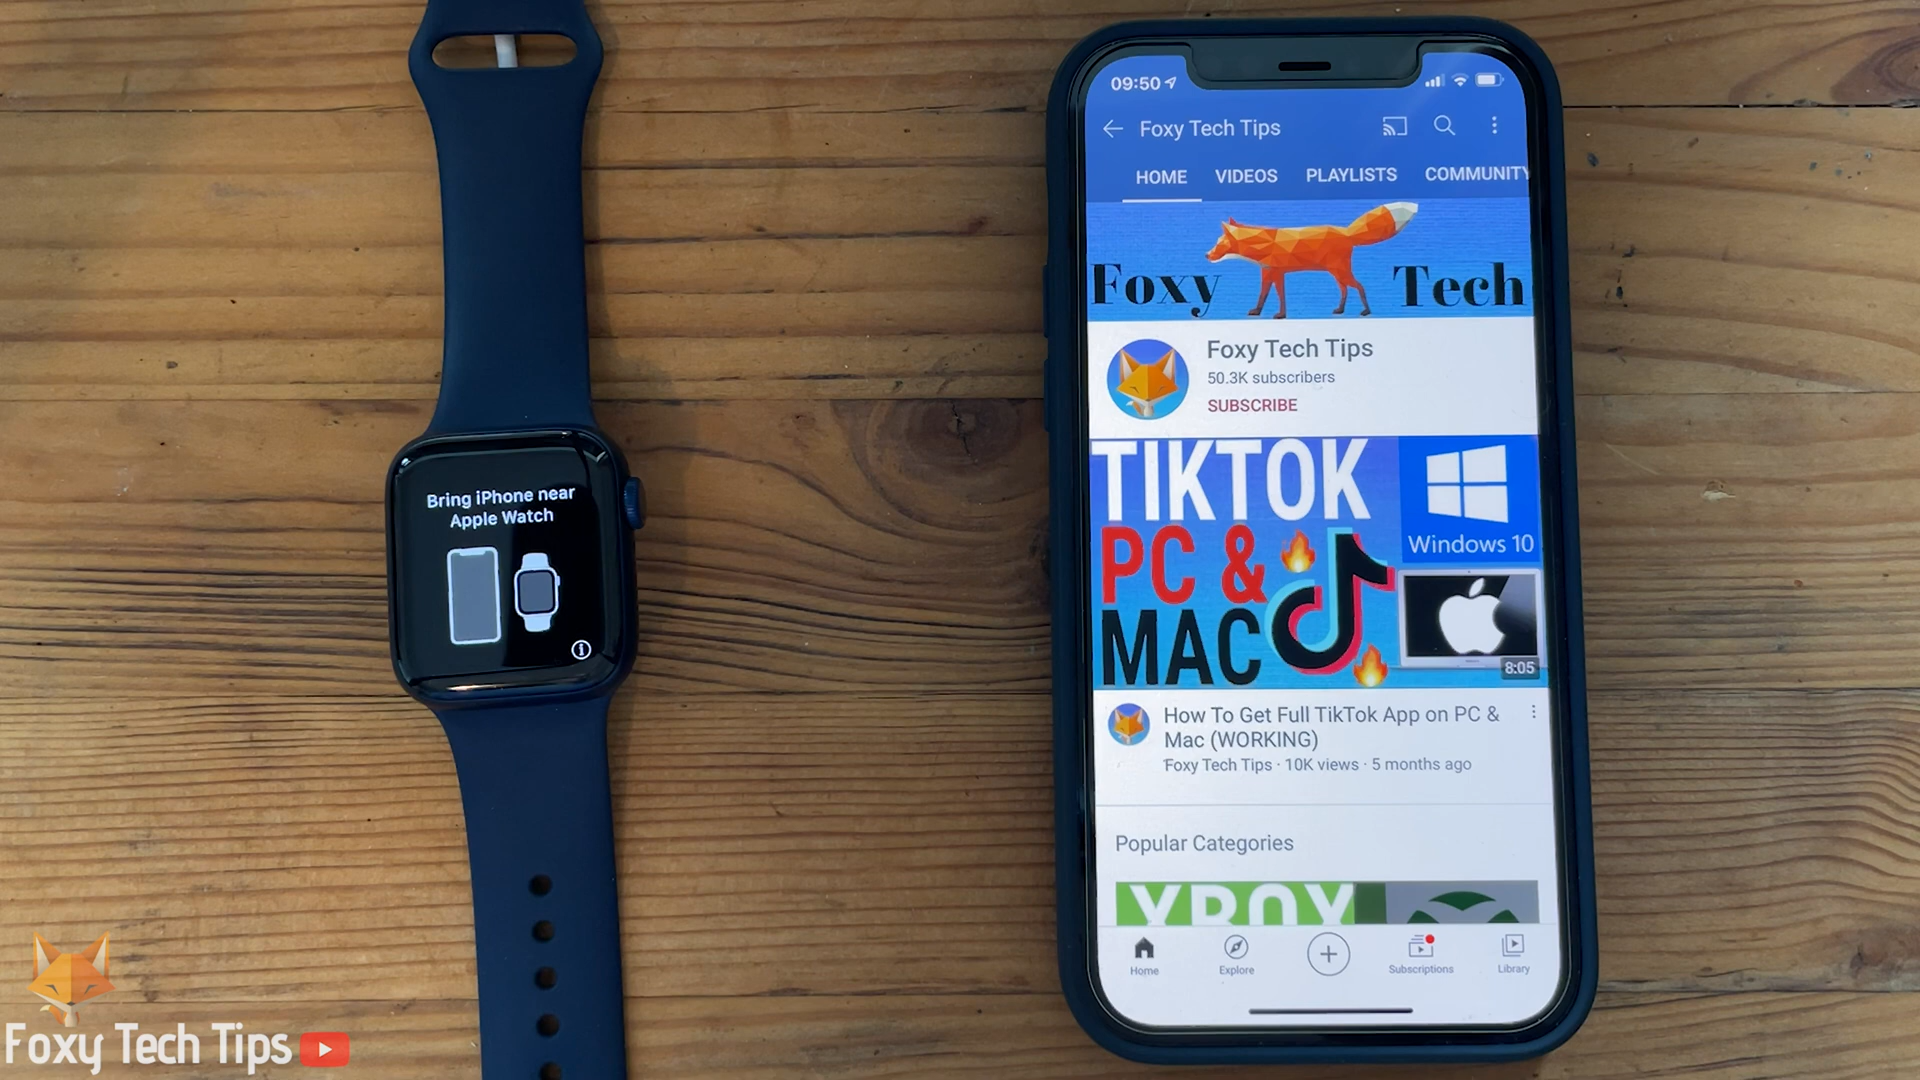 Bring iPhone near
Apple Watch
09:50
Foxy Tech Tips
HOME VIDEOS PLAYLISTS COMMUNITY
Foxy Tech
Foxy Tech Tips
50.3K subscribers
SUBSCRIBE
TIKTOK
PC &
MAC
Windows 10
8:05
How To Get Full TikTok App on PC &
Mac (WORKING)
Foxy Tech Tips · 10K views · 5 months ago
Popular Categories
XBOX
Home Explore Subscriptions Library
Foxy Tech Tips